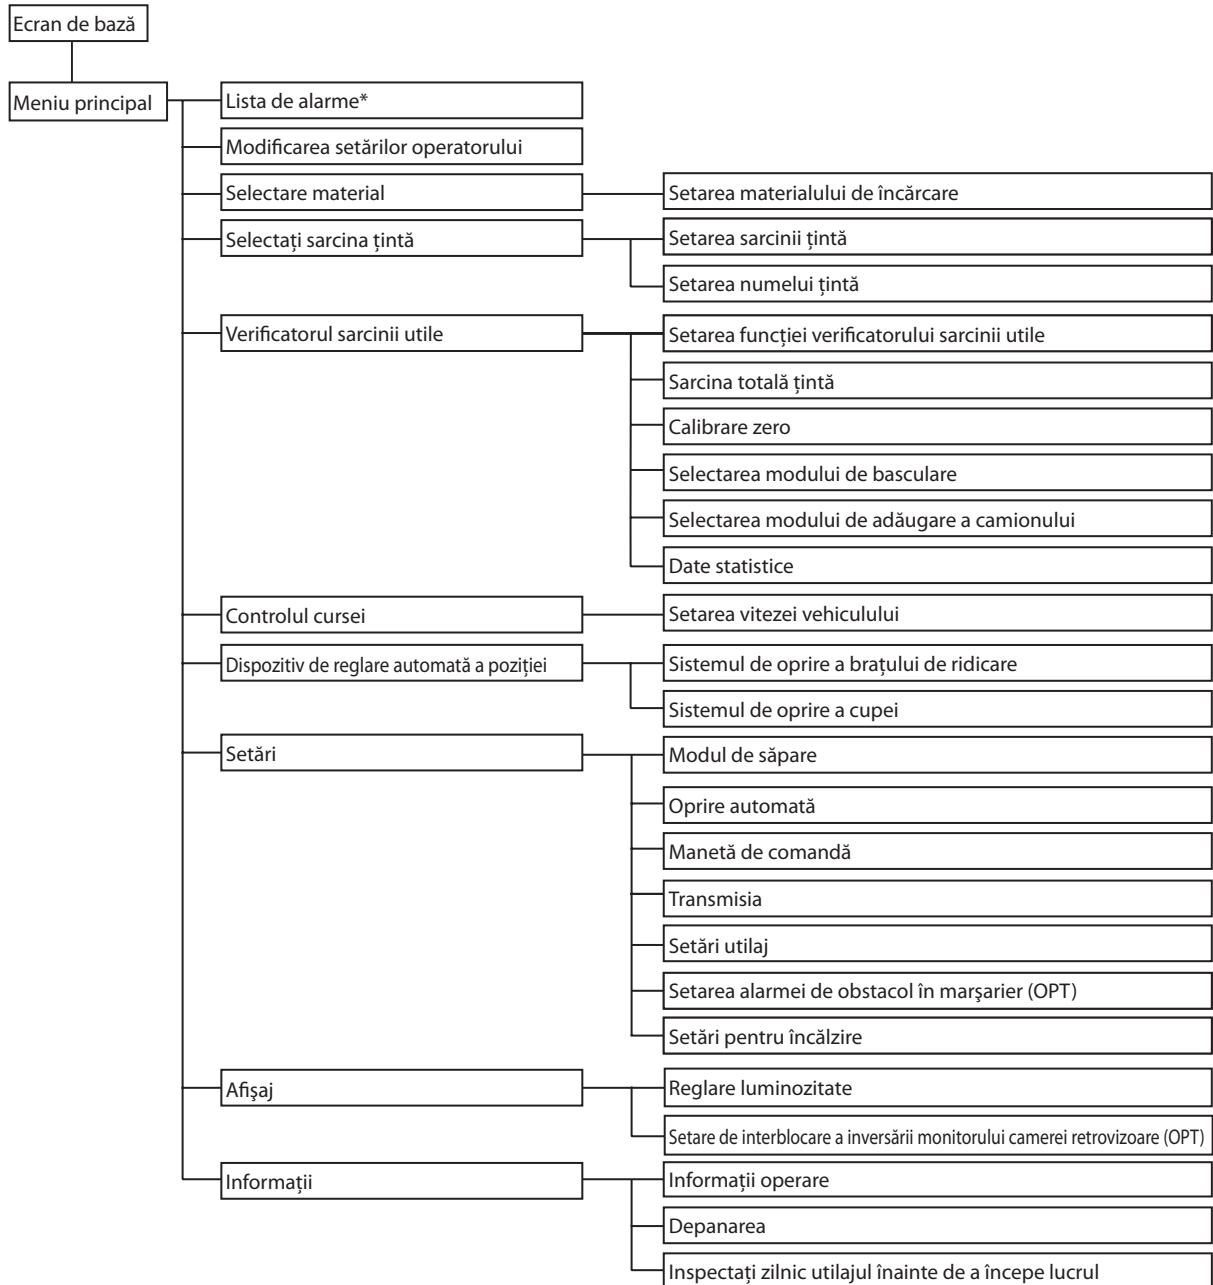 Ecran de bază
Meniu principal
Lista de alarme*
Modificarea setărilor operatorului
Selectare material
Setarea materialului de încărcare
Selectați sarcina țintă
Setarea sarcinii țintă
Setarea numelui țintă
Verificatorul sarcinii utile
Setarea funcției verificatorului sarcinii utile
Sarcina totală țintă
Calibrare zero
Selectarea modului de basculare
Selectarea modului de adăugare a camionului
Date statistice
Controlul cursei
Setarea vitezei vehiculului
Dispozitiv de reglare automată a poziției
Sistemul de oprire a brațului de ridicare
Sistemul de oprire a cupei
Setări
Modul de săpare
Oprire automată
Manetă de comandă
Transmisia
Setări utilaj
Setarea alarmei de obstacol în marşarier (OPT)
Setări pentru încălzire
Afişaj
Reglare luminozitate
Setare de interblocare a inversării monitorului camerei retrovizoare (OPT)
Informații
Informații operare
Depanarea
Inspectați zilnic utilajul înainte de a începe lucrul